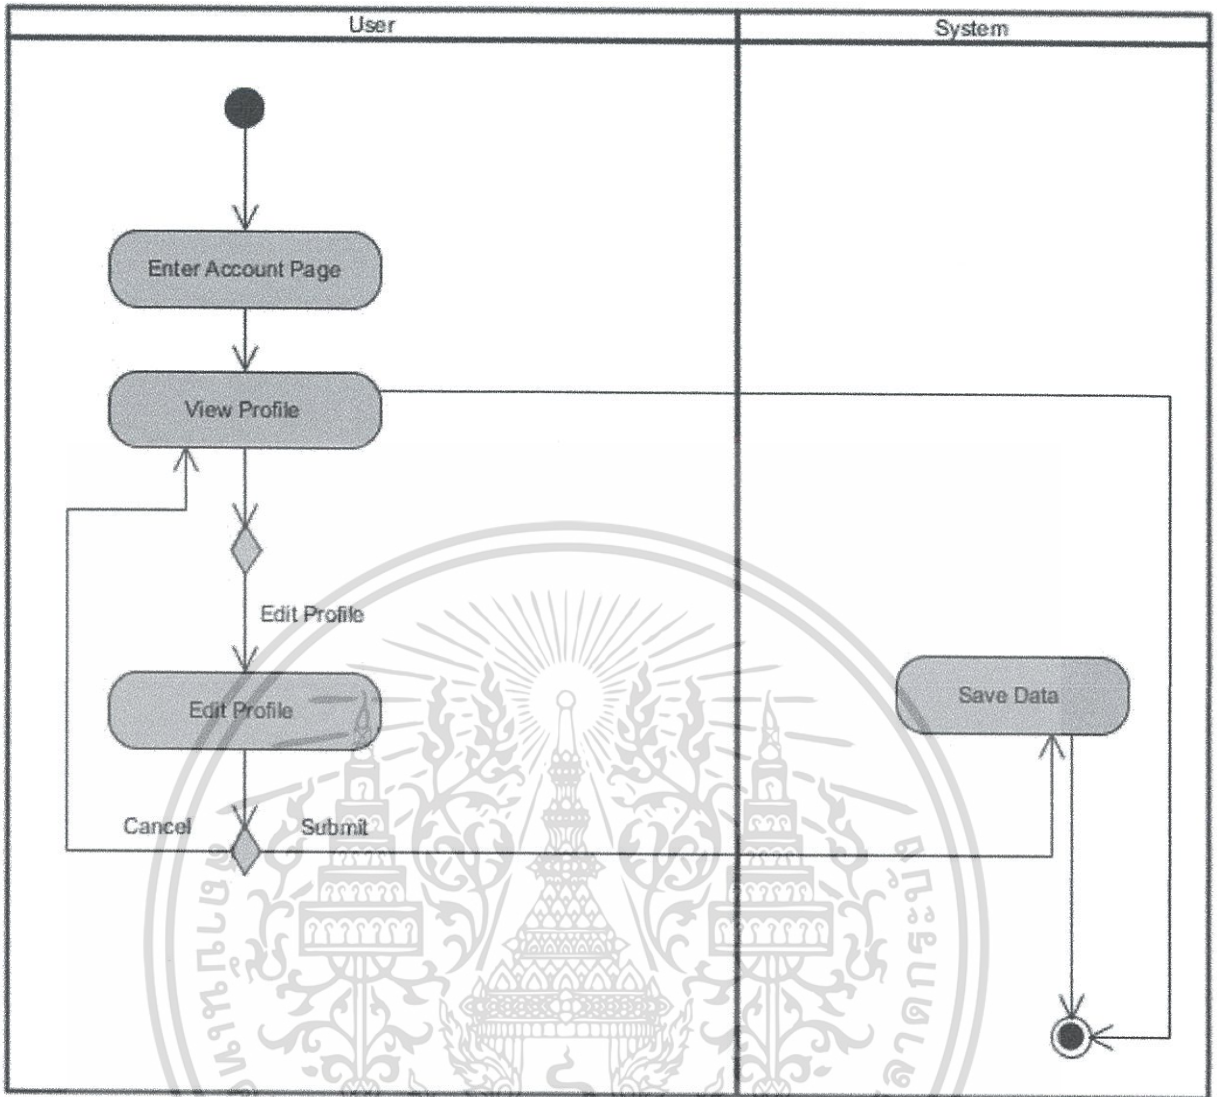 User
System
Enter Account Page
View Profile
Edit Profile
Edit Profile
Save Data
Cancel
Submit